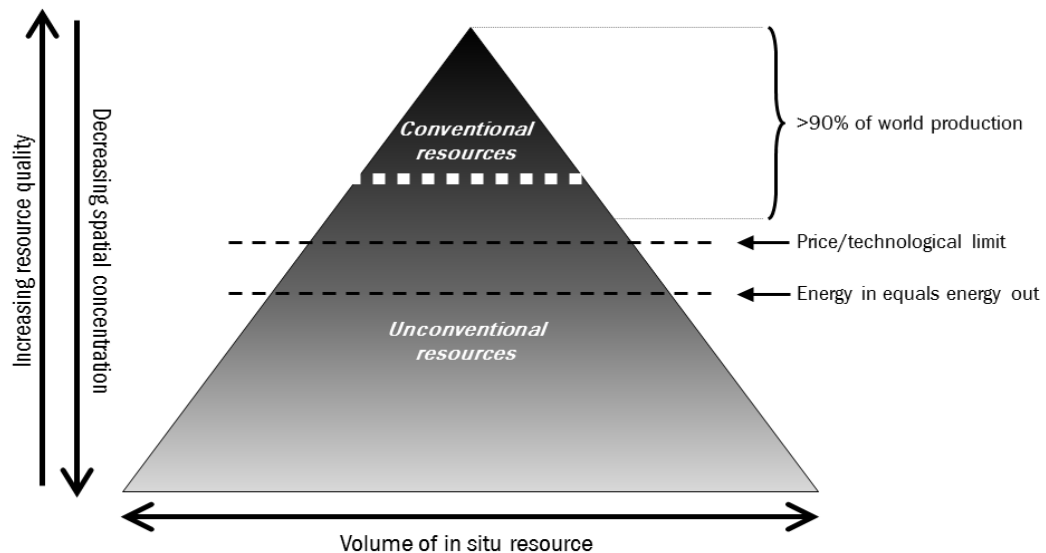 Increasing resource quality
Decreasing spatial concentration
Conventional
resources
>90% of world production
Price/technological limit
Energy in equals energy out
Unconventional
resources
Volume of in situ resource